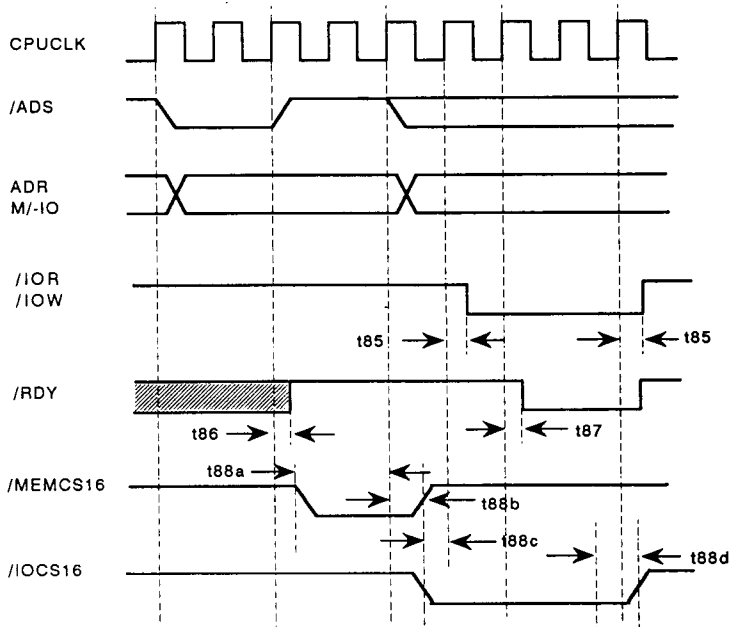 CPUCLK
/ADS
ADR
M/-IO
/IOR
/IOW
t85
t85
/RDY
t86
t87
t88a
/MEMCS16
t88b
t88c
t88d
/IOCS16